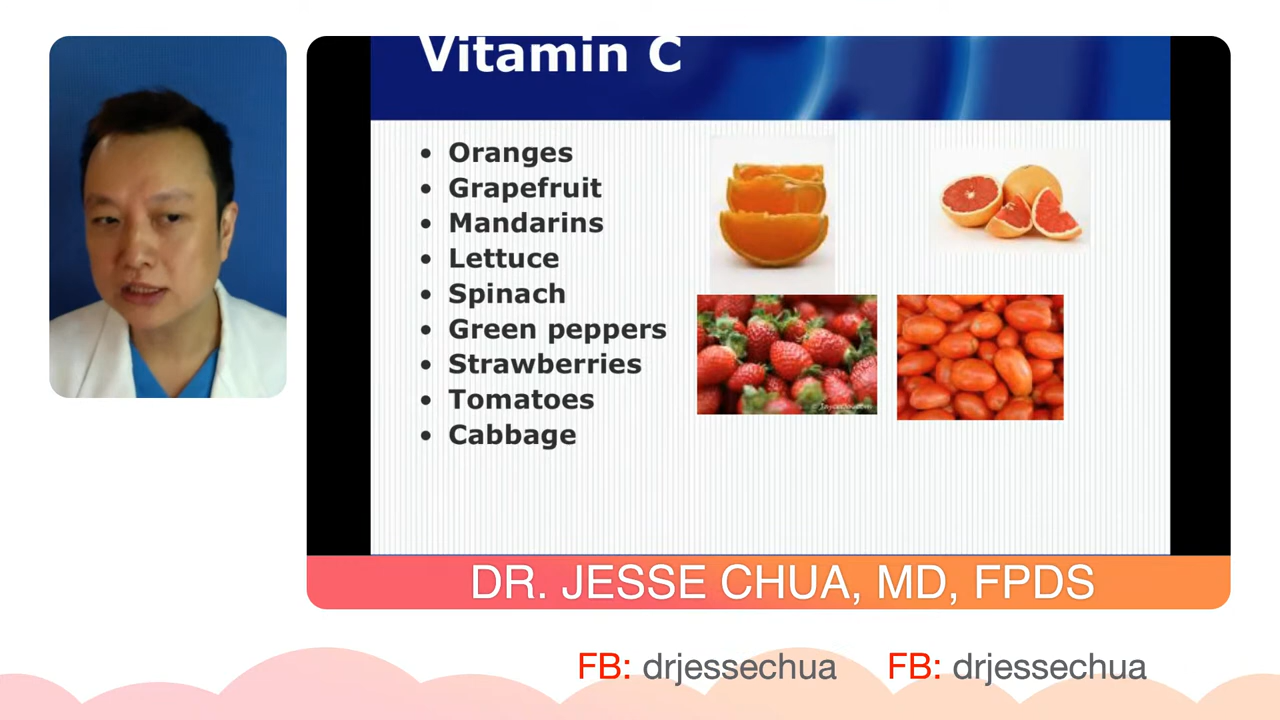 Vitamin C
• Oranges
• Grapefruit
• Mandarins
• Lettuce
• Spinach
• Green peppers
• Strawberries
• Tomatoes
• Cabbage
DR. JESSE CHUA, MD, FPDS
FB: drjessechua FB: drjessechua